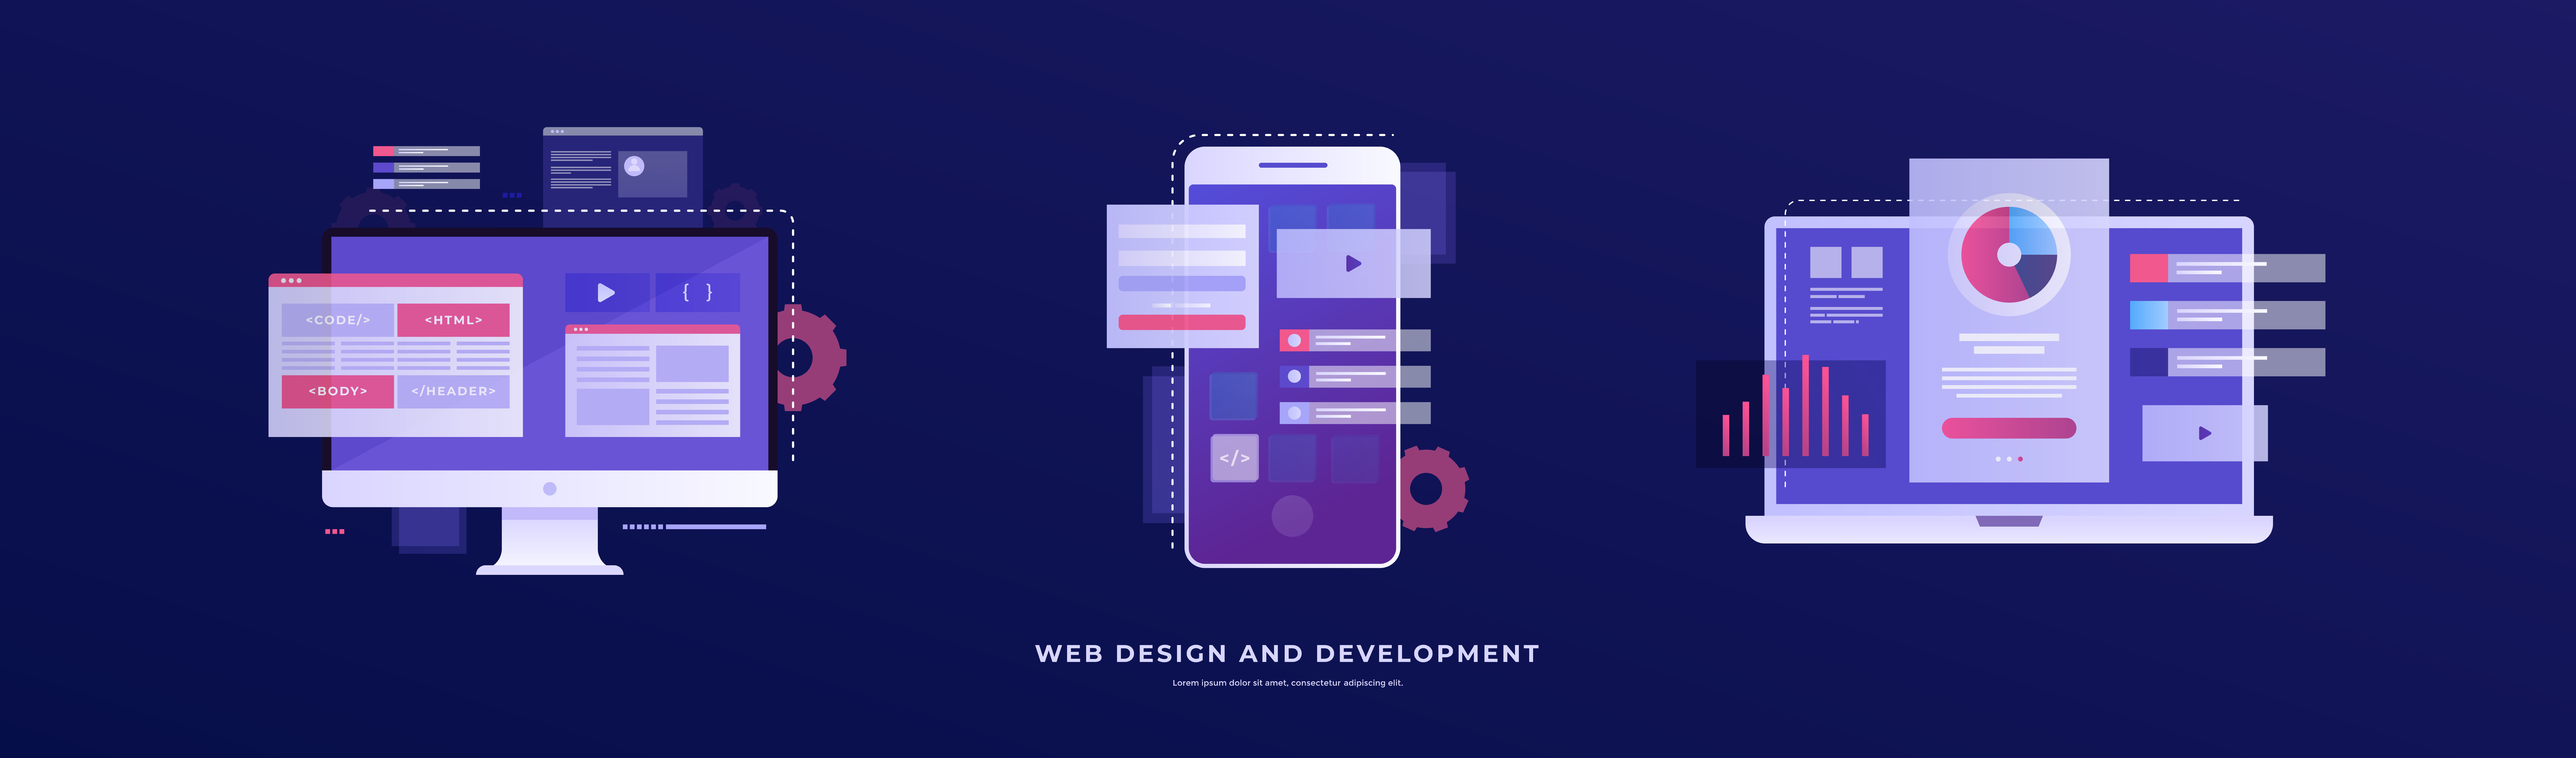 <CODE/>
<HTML>
<BODY>
</HEADER>
{ }
</>
WEB DESIGN AND DEVELOPMENT
Lorem ipsum dolor sit amet, consectetur adipiscing elit.